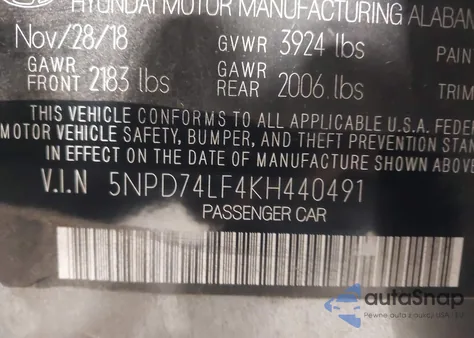 HYUNDAI MOTOR MANUFACTURING ALABAM
Nov/28/18 GVWR 3924 lbs PAIN
GAWR FRONT 2183 lbs GAWR REAR 2006 lbs TRIM
THIS VEHICLE CONFORMS TO ALL APPLICABLE U.S.A. FEDER
MOTOR VEHICLE SAFETY, BUMPER, AND THEFT PREVENTION STAN
IN EFFECT ON THE DATE OF MANUFACTURE SHOWN ABOVE
V.I.N 5NPD74LF4KH440491
PASSENGER CAR
autoSnap